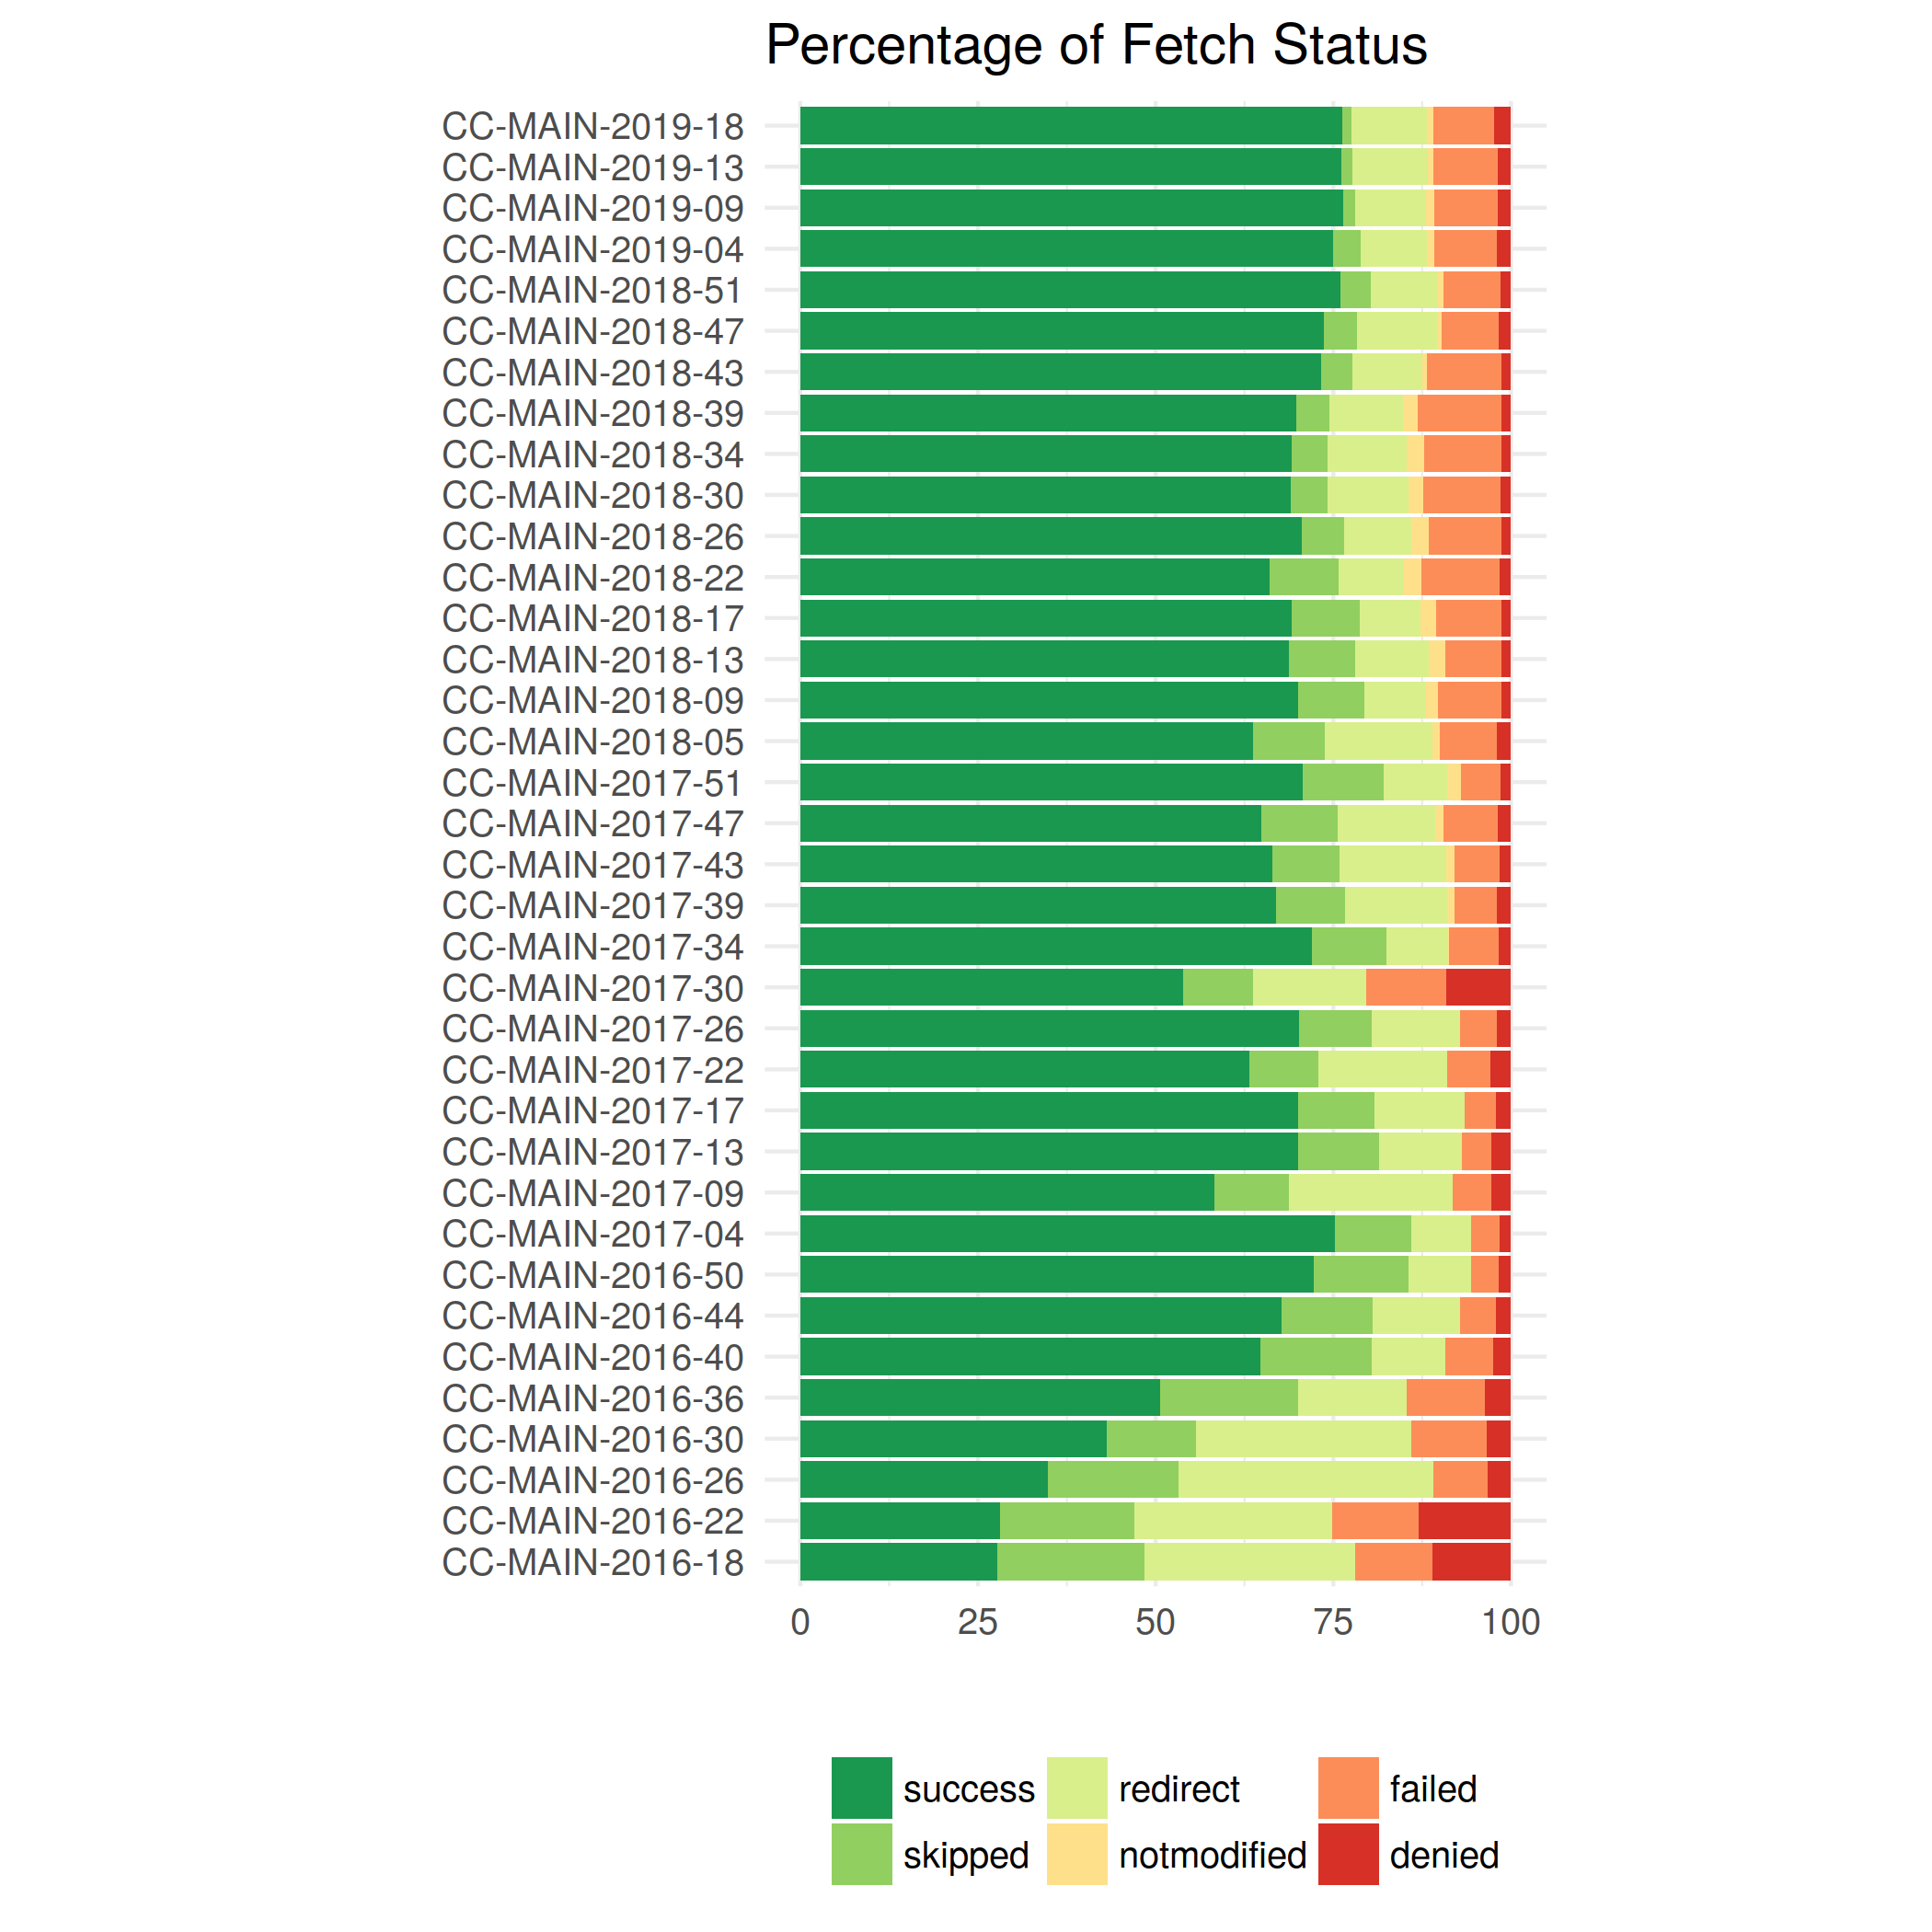 Percentage of Fetch Status
CC-MAIN-2019-18
CC-MAIN-2019-13
CC-MAIN-2019-09
CC-MAIN-2019-04
CC-MAIN-2018-51
CC-MAIN-2018-47
CC-MAIN-2018-43
CC-MAIN-2018-39
CC-MAIN-2018-34
CC-MAIN-2018-30
CC-MAIN-2018-26
CC-MAIN-2018-22
CC-MAIN-2018-17
CC-MAIN-2018-13
CC-MAIN-2018-09
CC-MAIN-2018-05
CC-MAIN-2017-51
CC-MAIN-2017-47
CC-MAIN-2017-43
CC-MAIN-2017-39
CC-MAIN-2017-34
CC-MAIN-2017-30
CC-MAIN-2017-26
CC-MAIN-2017-22
CC-MAIN-2017-17
CC-MAIN-2017-13
CC-MAIN-2017-09
CC-MAIN-2017-04
CC-MAIN-2016-50
CC-MAIN-2016-44
CC-MAIN-2016-40
CC-MAIN-2016-36
CC-MAIN-2016-30
CC-MAIN-2016-26
CC-MAIN-2016-22
CC-MAIN-2016-18
0 25 50 75 100
success redirect failed
skipped notmodified denied